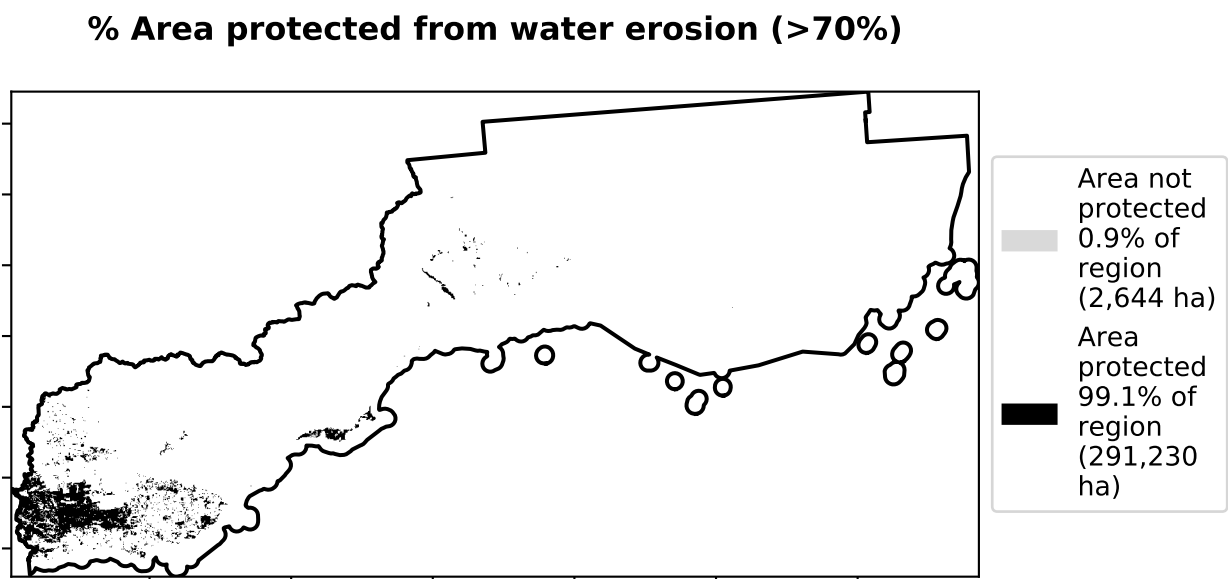 % Area protected from water erosion (>70%)
Area not
protected
0.9% of
region
(2,644 ha)
Area
protected
99.1% of
region
(291,230
ha)